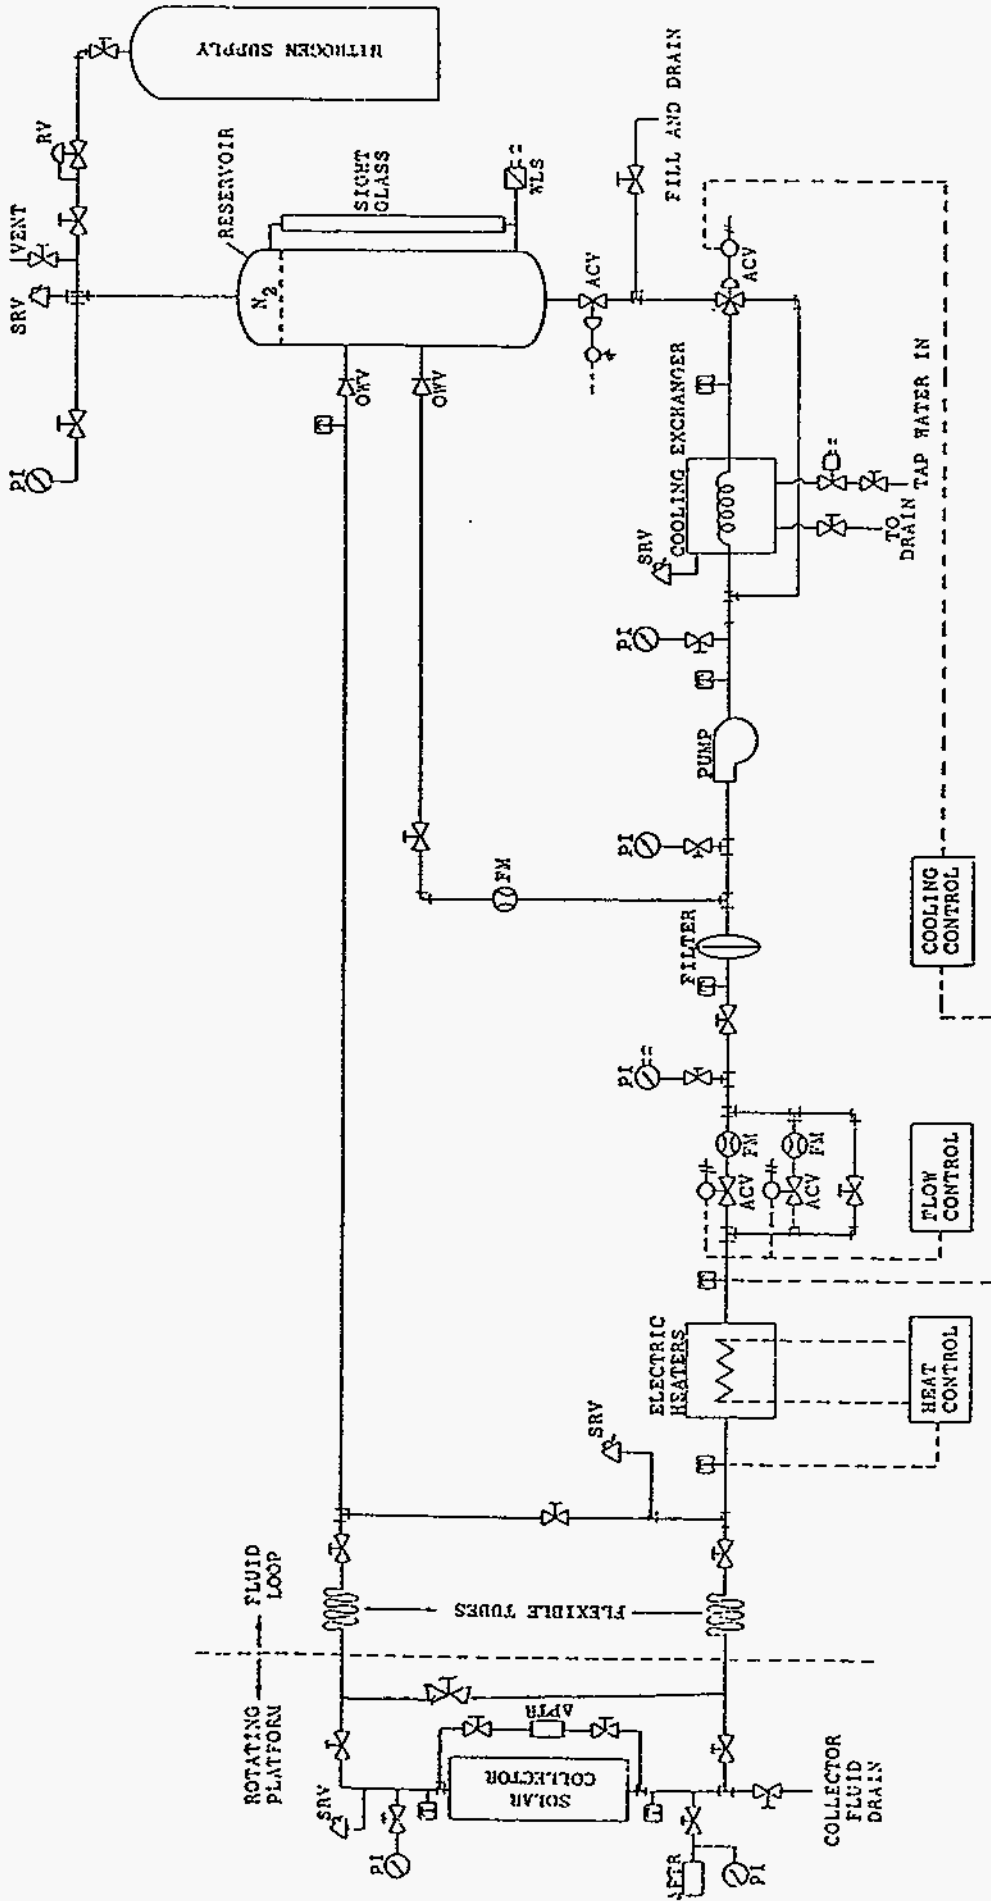 NITROGEN SUPPLY
RV
VENT
SRV
PI
RESERVOIR
N2
SIGHT
GLASS
WLS
OWV
OWV
ACV
FILL AND DRAIN
ACV
COOLING EXCHANGER
SRV
TAP WATER IN
TO
DRAIN
PI
PUMP
PI
FM
FILTER
COOLING
CONTROL
PI
FM
FM
ACV
ACV
FLOW
CONTROL
ELECTRIC
HEATERS
HEAT
CONTROL
SRV
FLUID
LOOP
FLEXIBLE TUBES
ROTATING
PLATFORM
SRV
PI
SOLAR
COLLECTOR
ΔPTR
PI
COLLECTOR
FLUID
DRAIN